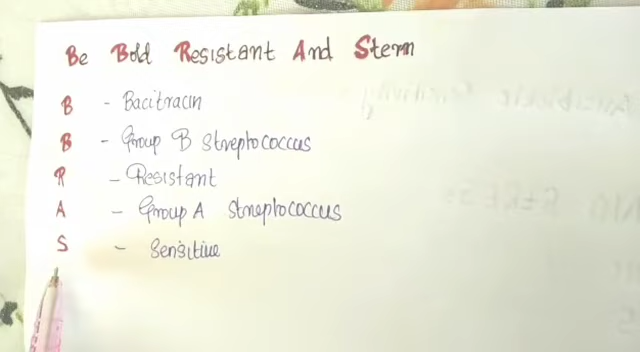 Be Bold Resistant And Stern
B - Bacitracin
B - Group B Streptococcus
R - Resistant
A - Group A Streptococcus
S - Sensitive